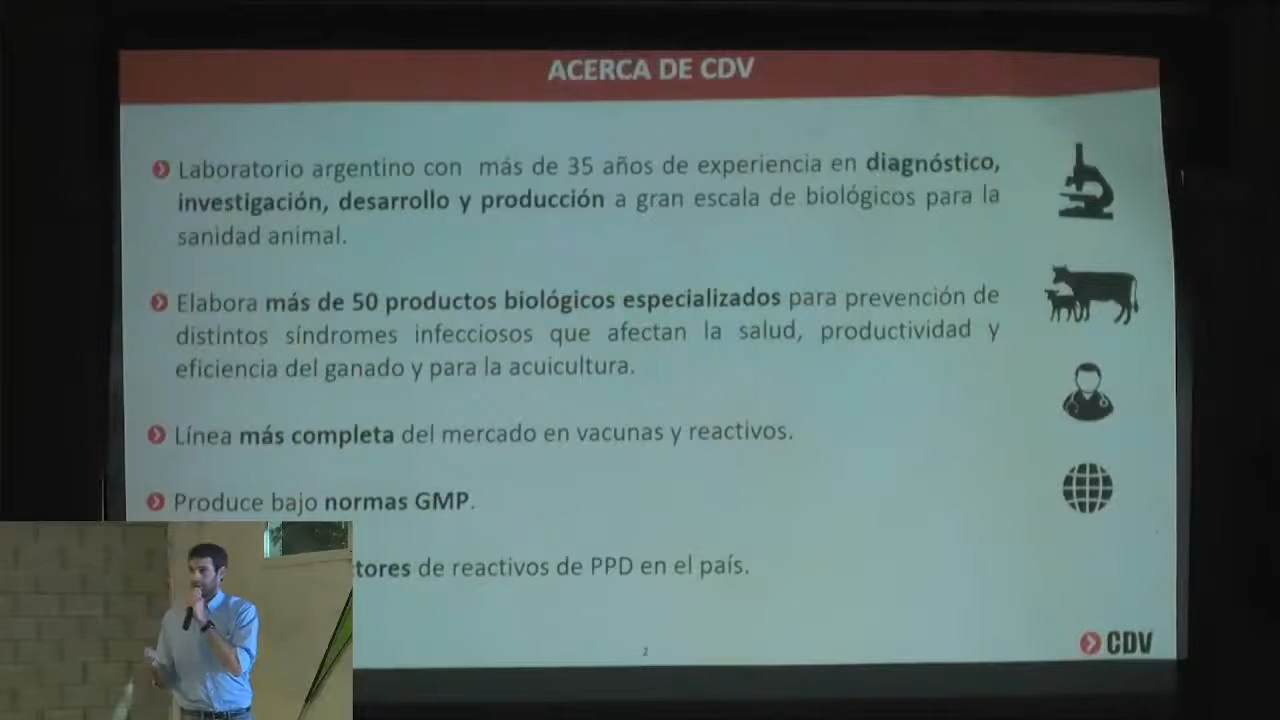 ACERCA DE CDV
Laboratorio argentino con más de 35 años de experiencia en diagnóstico,
investigación, desarrollo y producción a gran escala de biológicos para la
sanidad animal.
Elabora más de 50 productos biológicos especializados para prevención de
distintos síndromes infecciosos que afectan la salud, productividad y
eficiencia del ganado y para la acuicultura.
Línea más completa del mercado en vacunas y reactivos.
Produce bajo normas GMP.
tores de reactivos de PPD en el país.
CDV